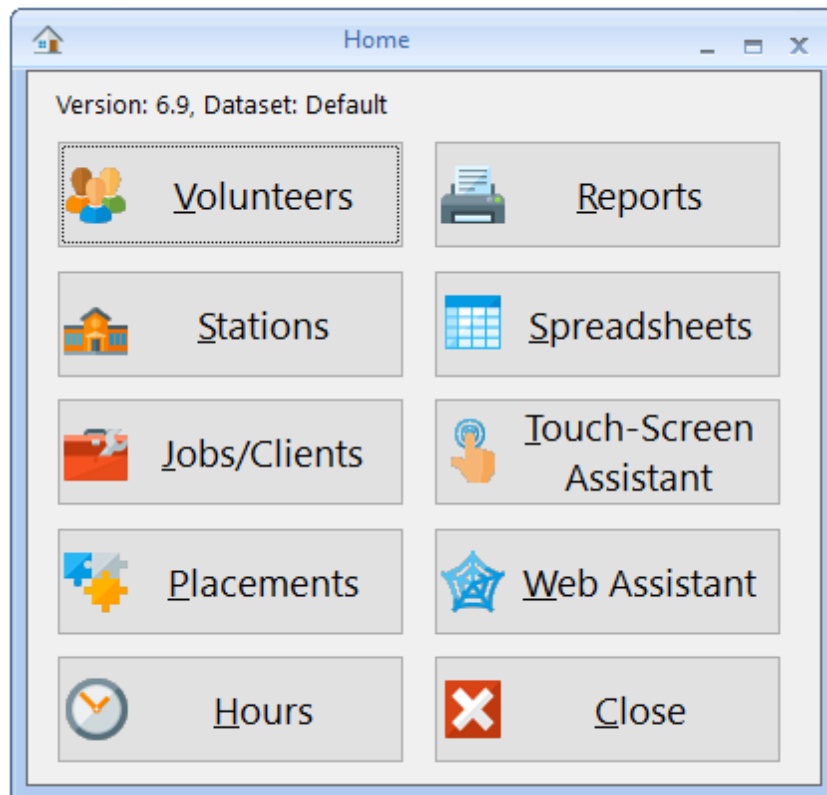 Home
Version: 6.9, Dataset: Default
Volunteers
Reports
Stations
Spreadsheets
Jobs/Clients
Touch-Screen
Assistant
Placements
Web Assistant
Hours
Close